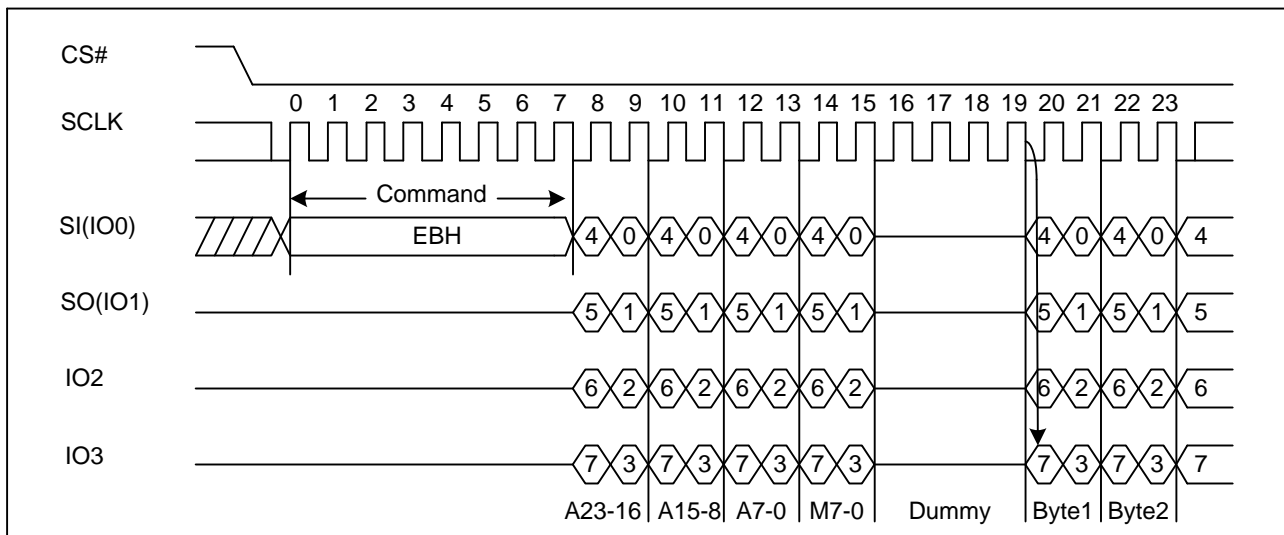 CS#
0 1 2 3 4 5 6 7 8 9 10 11 12 13 14 15 16 17 18 19 20 21 22 23
SCLK
Command
SI(IO0) EBH 4 0 4 0 4 0 4 0 4 0 4 0 4
SO(IO1) 5 1 5 1 5 1 5 1 5 1 5 1 5
IO2 6 2 6 2 6 2 6 2 6 2 6 2 6
IO3 7 3 7 3 7 3 7 3 7 3 7 3 7
A23-16 A15-8 A7-0 M7-0 Dummy Byte1 Byte2